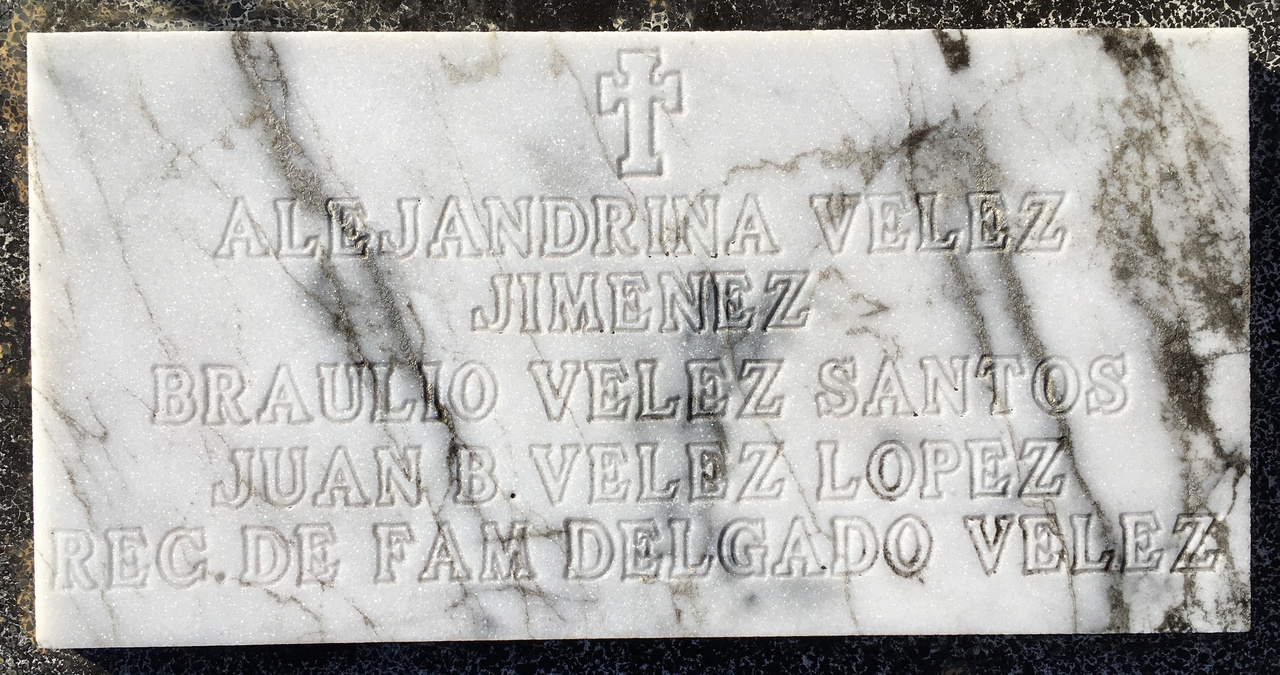 ALEJANDRINA VELEZ
JIMENEZ
BRAULIO VELEZ SANTOS
JUAN B. VELEZ LOPEZ
REC. DE FAM DELGADO VELEZ